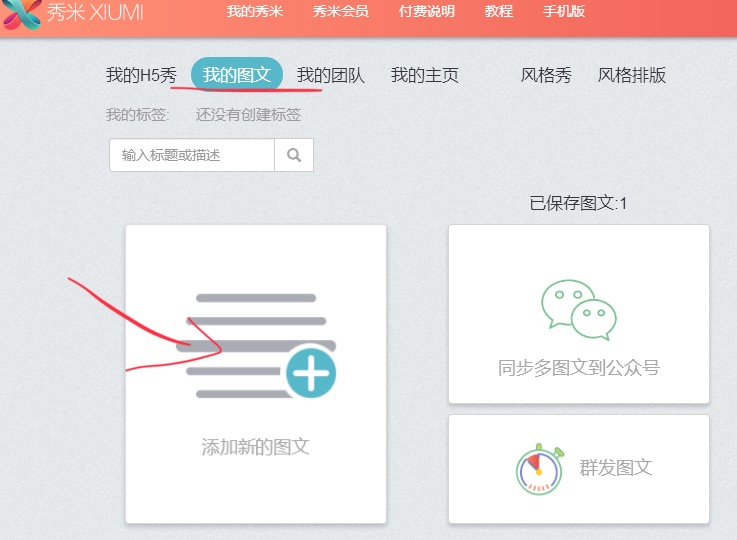 秀米 XIUMI 我的秀米 秀米会员 付费说明 教程 手机版
我的H5秀 我的图文 我的团队 我的主页 风格秀 风格排版
我的标签: 还没有创建标签
输入标题或描述
已保存图文:1
同步多图文到公众号
添加新的图文
群发图文